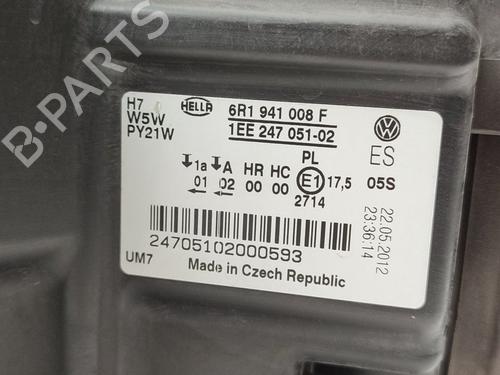 H7
W5W
PY21W
HELLA
6R1 941 008 F
1EE 247 051-02
PL
ES
1a A HR HC E1 17,5 05S
01 02 00 00 2714
22.05.2012
23:36:14
24705102000593
UM7
Made in Czech Republic
B-PARTS